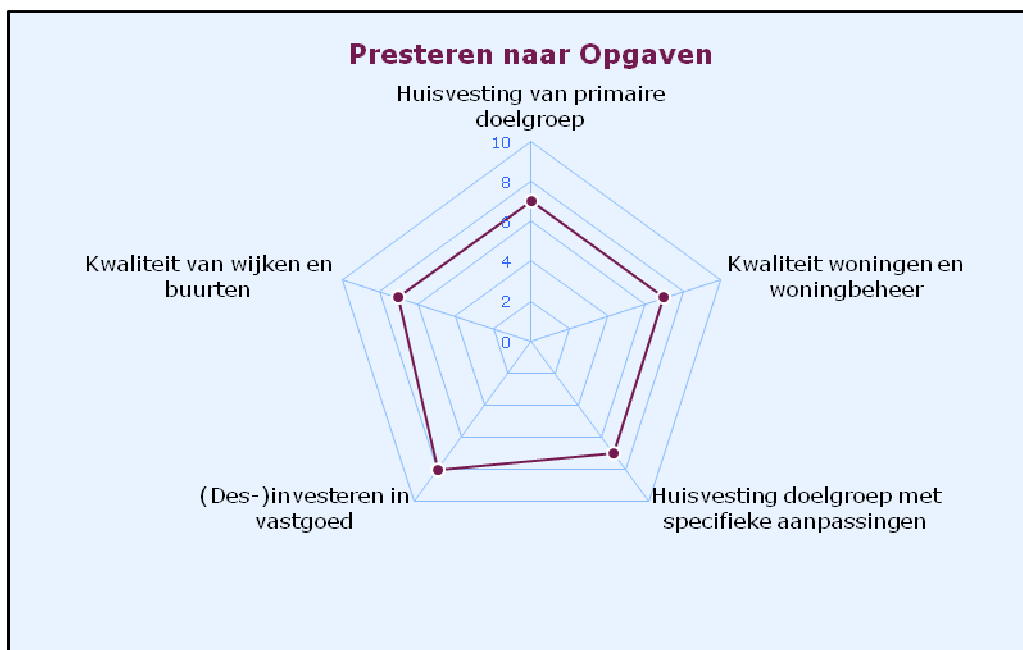 Presteren naar Opgaven
Huisvesting van primaire
doelgroep
10
8
6
4
2
0
Kwaliteit van wijken en
buurten
Kwaliteit woningen en
woningbeheer
(Des-)investeren in
vastgoed
Huisvesting doelgroep met
specifieke aanpassingen